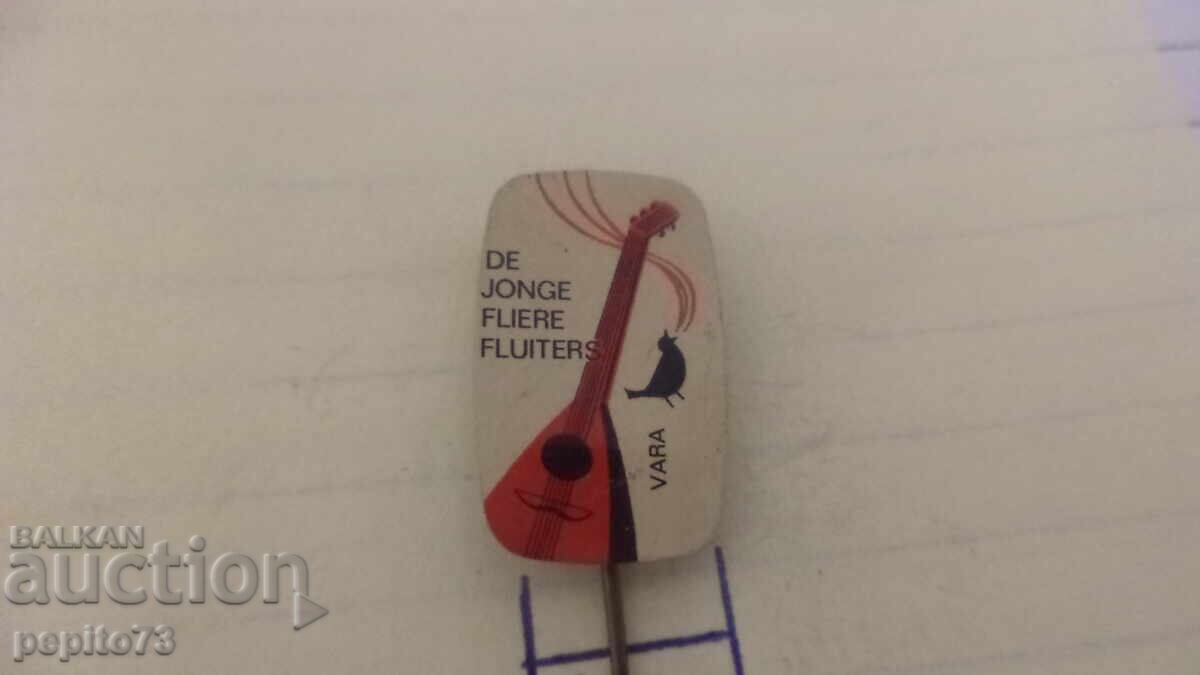 DE
JONGE
FLIERE
FLUITERS
VARA
BALKAN
auction
pepito73